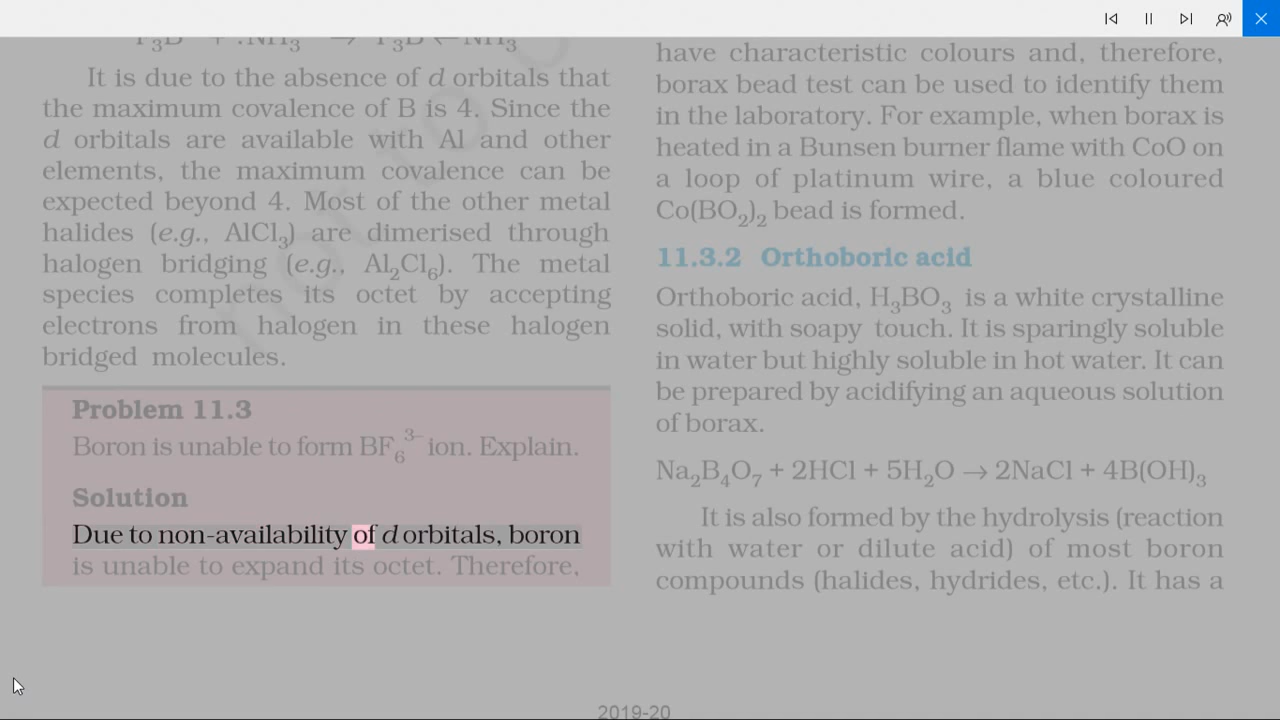 F₃B + :NH₃ → F₃B ← NH₃
It is due to the absence of d orbitals that
the maximum covalence of B is 4. Since the
d orbitals are available with Al and other
elements, the maximum covalence can be
expected beyond 4. Most of the other metal
halides (e.g., AlCl₃) are dimerised through
halogen bridging (e.g., Al₂Cl₆). The metal
species completes its octet by accepting
electrons from halogen in these halogen
bridged molecules.
Problem 11.3
Boron is unable to form BF₆³⁻ ion. Explain.
Solution
Due to non-availability of d orbitals, boron
is unable to expand its octet. Therefore,
have characteristic colours and, therefore,
borax bead test can be used to identify them
in the laboratory. For example, when borax is
heated in a Bunsen burner flame with CoO on
a loop of platinum wire, a blue coloured
Co(BO₂)₂ bead is formed.
11.3.2 Orthoboric acid
Orthoboric acid, H₃BO₃ is a white crystalline
solid, with soapy touch. It is sparingly soluble
in water but highly soluble in hot water. It can
be prepared by acidifying an aqueous solution
of borax.
Na₂B₄O₇ + 2HCl + 5H₂O → 2NaCl + 4B(OH)₃
It is also formed by the hydrolysis (reaction
with water or dilute acid) of most boron
compounds (halides, hydrides, etc.). It has a
2019-20